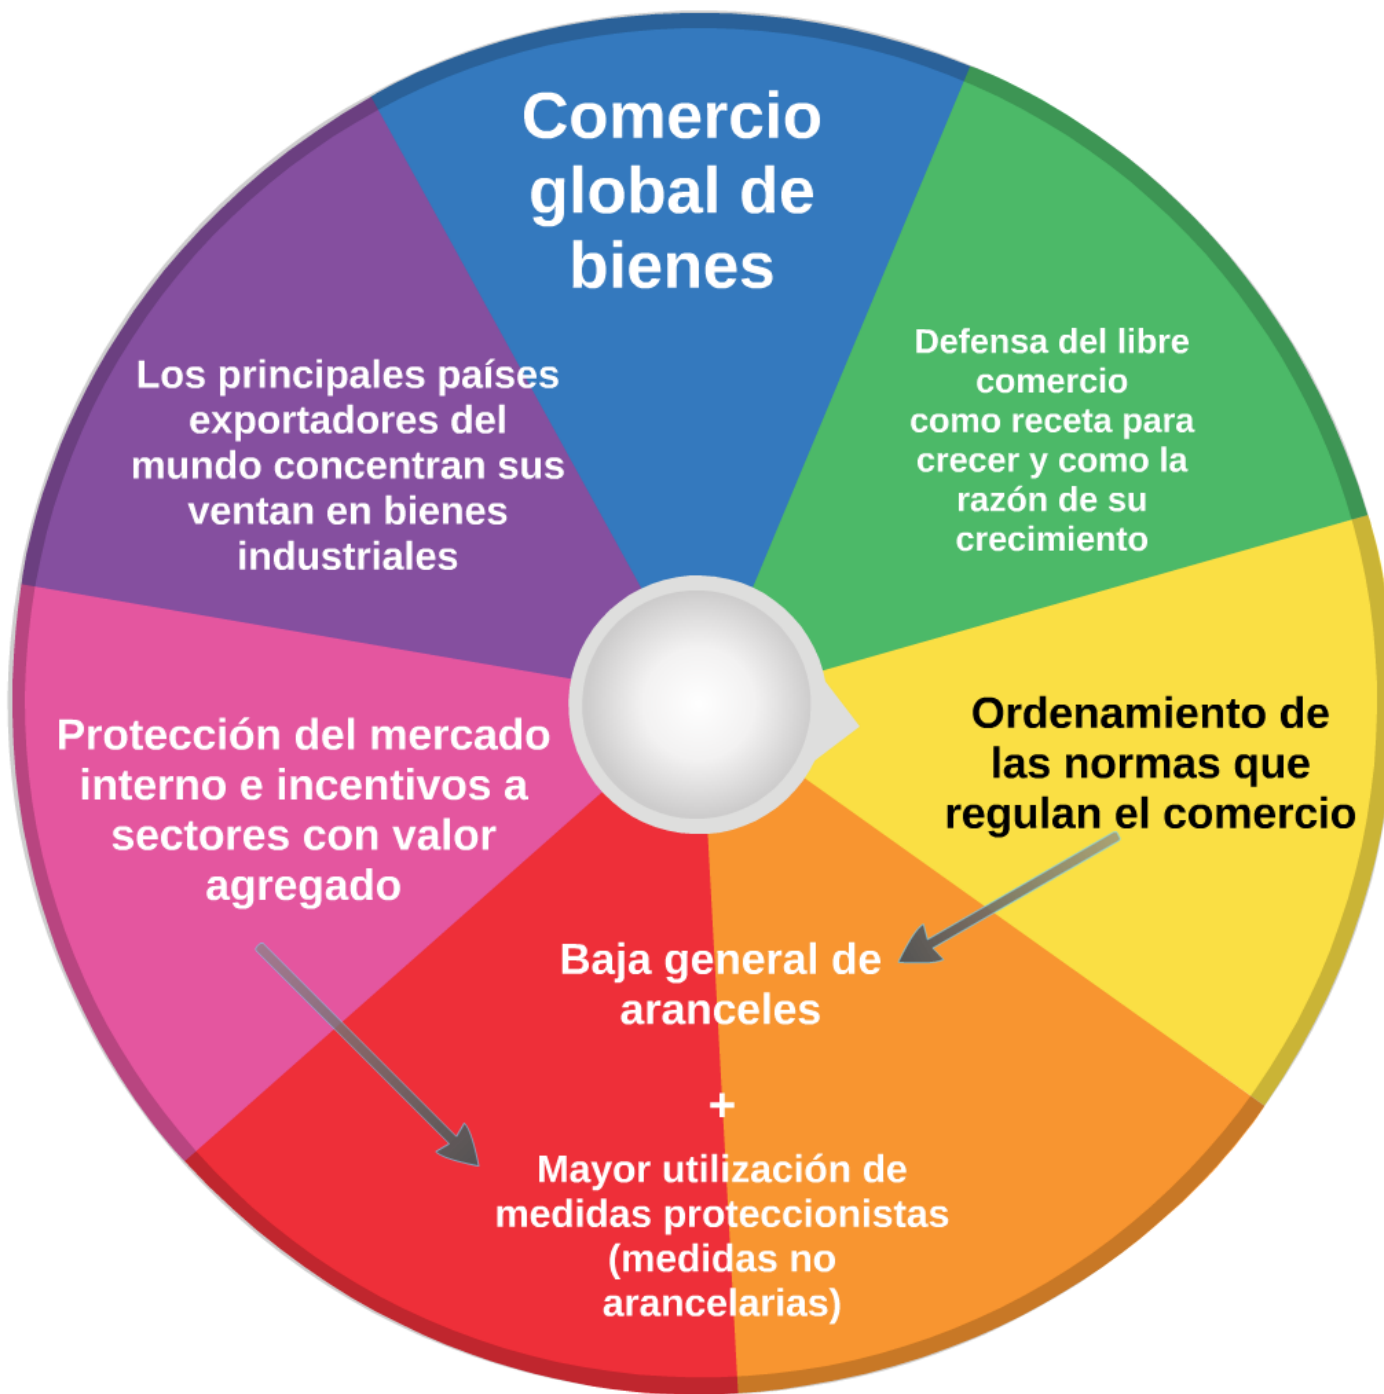 Comercio
global de
bienes
Defensa del libre
comercio
como receta para
crecer y como la
razón de su
crecimiento
Ordenamiento de
las normas que
regulan el comercio
Baja general de
aranceles
+
Mayor utilización de
medidas proteccionistas
(medidas no
arancelarias)
Protección del mercado
interno e incentivos a
sectores con valor
agregado
Los principales países
exportadores del
mundo concentran sus
ventan en bienes
industriales